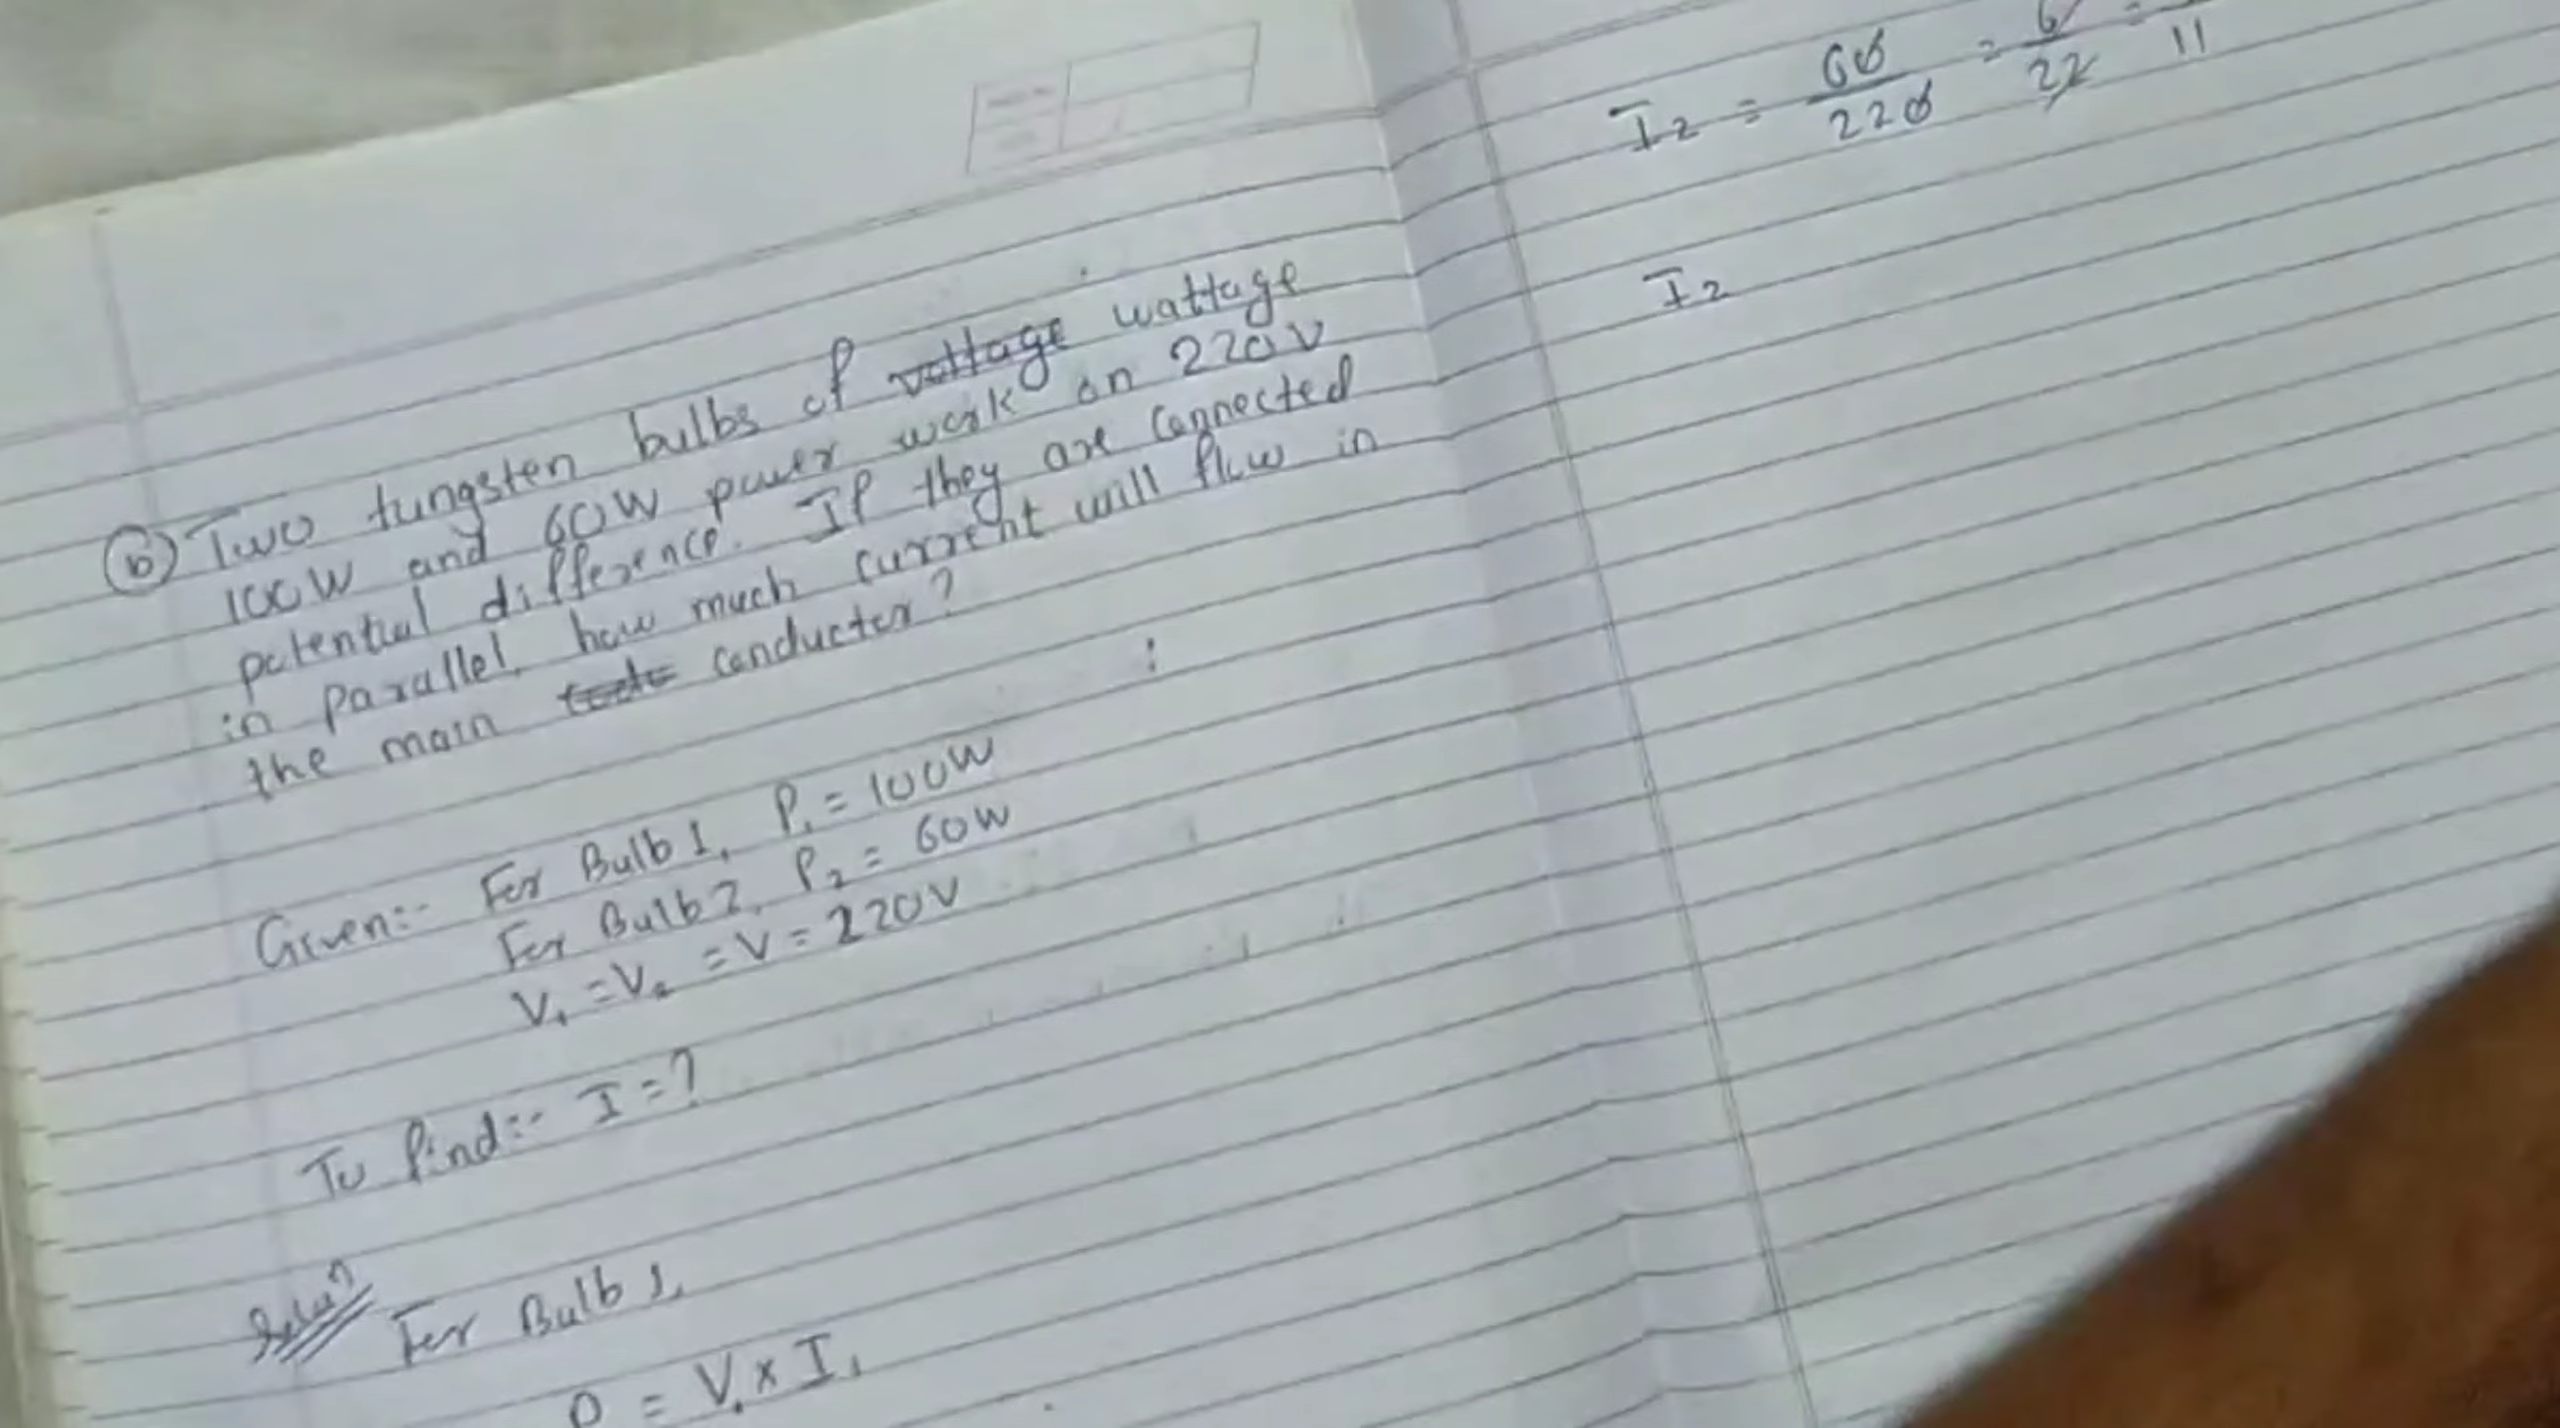 (b) Two tungsten bulbs of voltage wattage
100W and 60W power work on 220V
potential difference. If they are connected
in parallel, how much current will flow in
the main conductor?
Given:- For Bulb 1, P₁ = 100W
For Bulb 2, P₂ = 60W
V₁ = V₂ = V = 220V
To find:- I = ?
Soluⁿ For Bulb 1,
= V₁ x I₁
I₂ = 60/220 = 6/22 = /11
I₂